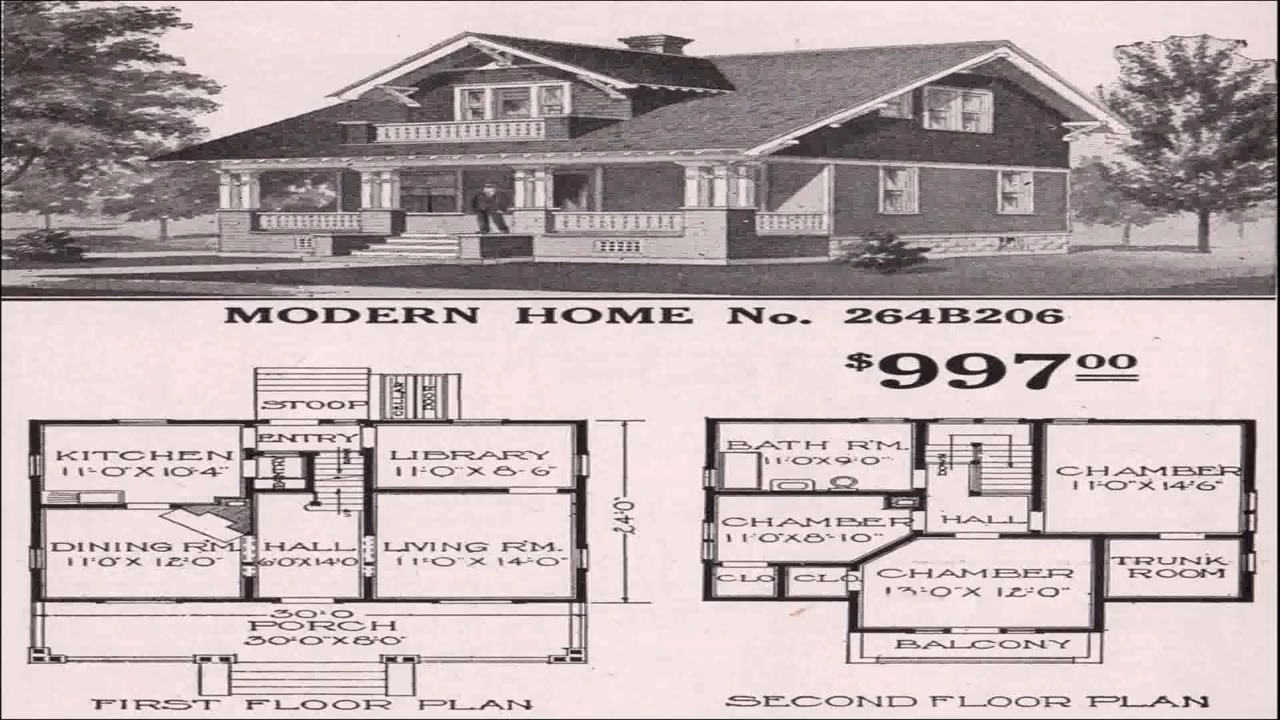 MODERN HOME No. 264B206
$997.00
STOOP
CELLAR DOOR
ENTRY
KITCHEN
11'-0"X10'-4"
PANTRY
LIBRARY
11'-0"X8'-6"
UP
DINING R'M.
11'0"X12'-0"
HALL
6'0"X14'0"
LIVING R'M.
11'-0"X14'-0"
24'-0"
30'-0
PORCH
30'-0"X8'-0"
FIRST FLOOR PLAN
BATH R'M.
11'-0"X9'-0"
DOWN
CHAMBER
11'-0"X14'6"
HALL
CHAMBER
11'0"X8'-10"
CLO
CLO
CHAMBER
13'-0"X12'-0"
TRUNK
ROOM
BALCONY
SECOND FLOOR PLAN